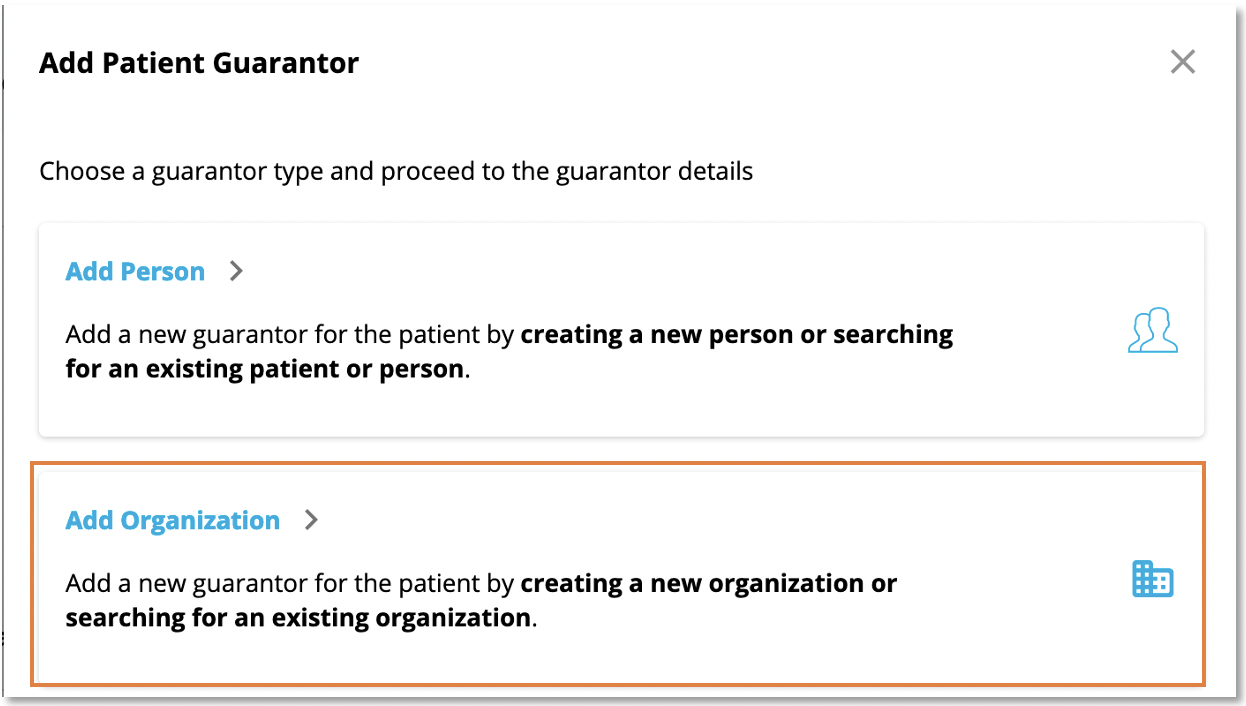 Add Patient Guarantor
Choose a guarantor type and proceed to the guarantor details
Add Person
Add a new guarantor for the patient by creating a new person or searching
for an existing patient or person.
Add Organization
Add a new guarantor for the patient by creating a new organization or
searching for an existing organization.